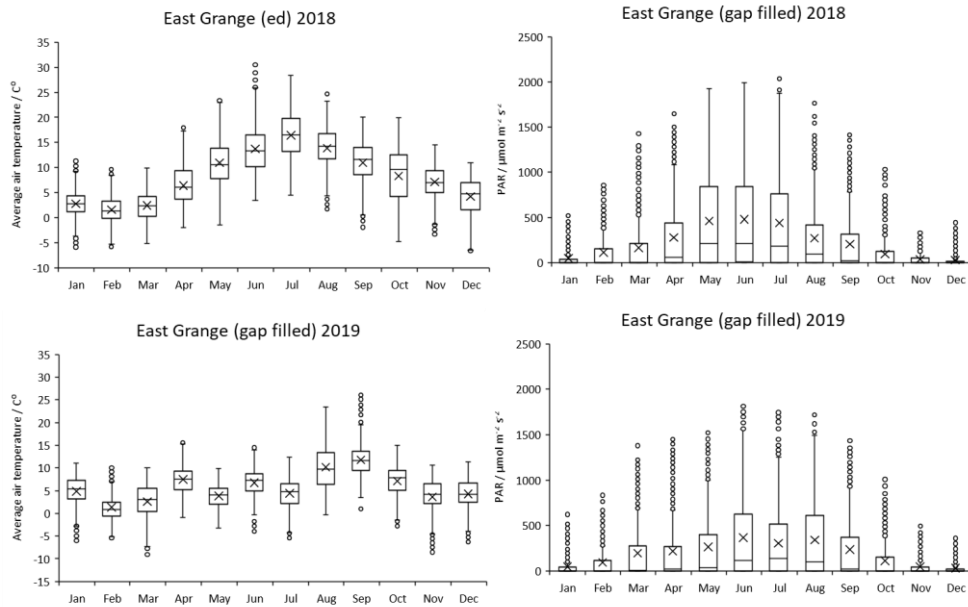 East Grange (ed) 2018
Average air temperature / C⁰
35
30
25
20
15
10
5
0
-5
-10
Jan Feb Mar Apr May Jun Jul Aug Sep Oct Nov Dec
East Grange (gap filled) 2018
PAR / µmol m⁻² s⁻²
2500
2000
1500
1000
500
0
Jan Feb Mar Apr May Jun Jul Aug Sep Oct Nov Dec
East Grange (gap filled) 2019
Average air temperature / C⁰
35
30
25
20
15
10
5
0
-5
-10
-15
Jan Feb Mar Apr May Jun Jul Aug Sep Oct Nov Dec
East Grange (gap filled) 2019
PAR / µmol m⁻² s⁻²
2500
2000
1500
1000
500
0
Jan Feb Mar Apr May Jun Jul Aug Sep Oct Nov Dec